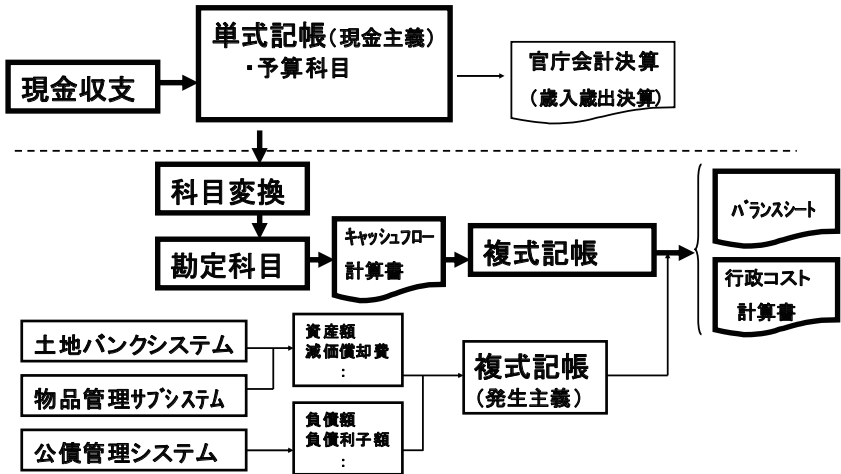 単式記帳(現金主義)
・予算科目
現金収支
官庁会計決算
(歳入歳出決算)
科目変換
勘定科目
キャッシュフロー
計算書
複式記帳
バランスシート
行政コスト
計算書
土地バンクシステム
物品管理サブシステム
公債管理システム
資産額
減価償却費
:
負債額
負債利子額
:
複式記帳
(発生主義)